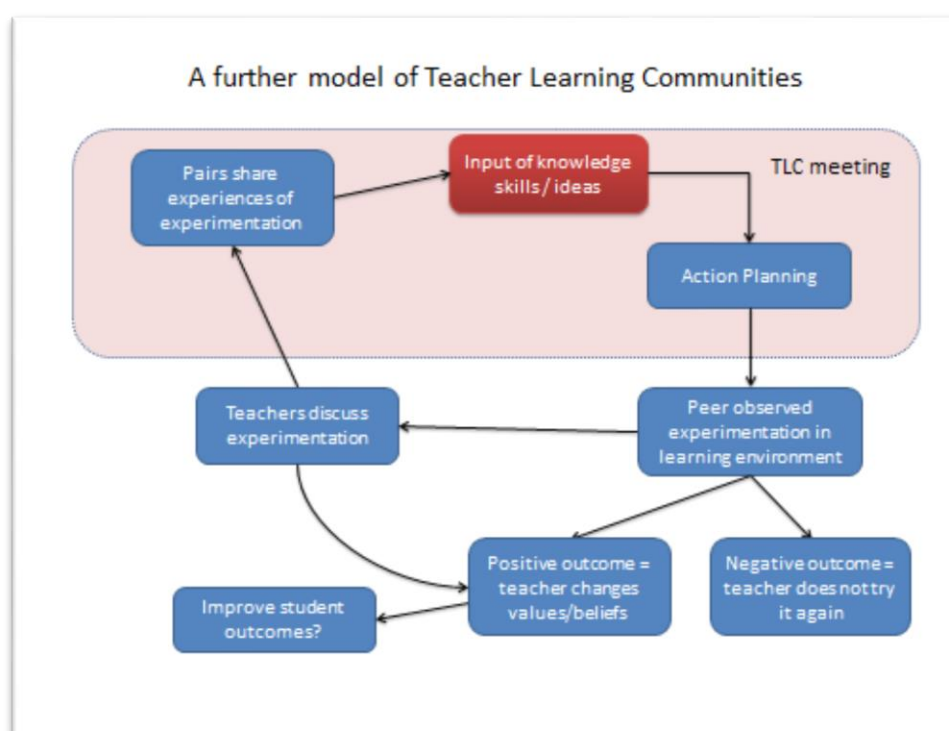 A further model of Teacher Learning Communities
Pairs share
experiences of
experimentation
Input of knowledge
skills / ideas
TLC meeting
Action Planning
Teachers discuss
experimentation
Peer observed
experimentation in
learning environment
Positive outcome =
teacher changes
values/beliefs
Negative outcome =
teacher does not try
it again
Improve student
outcomes?